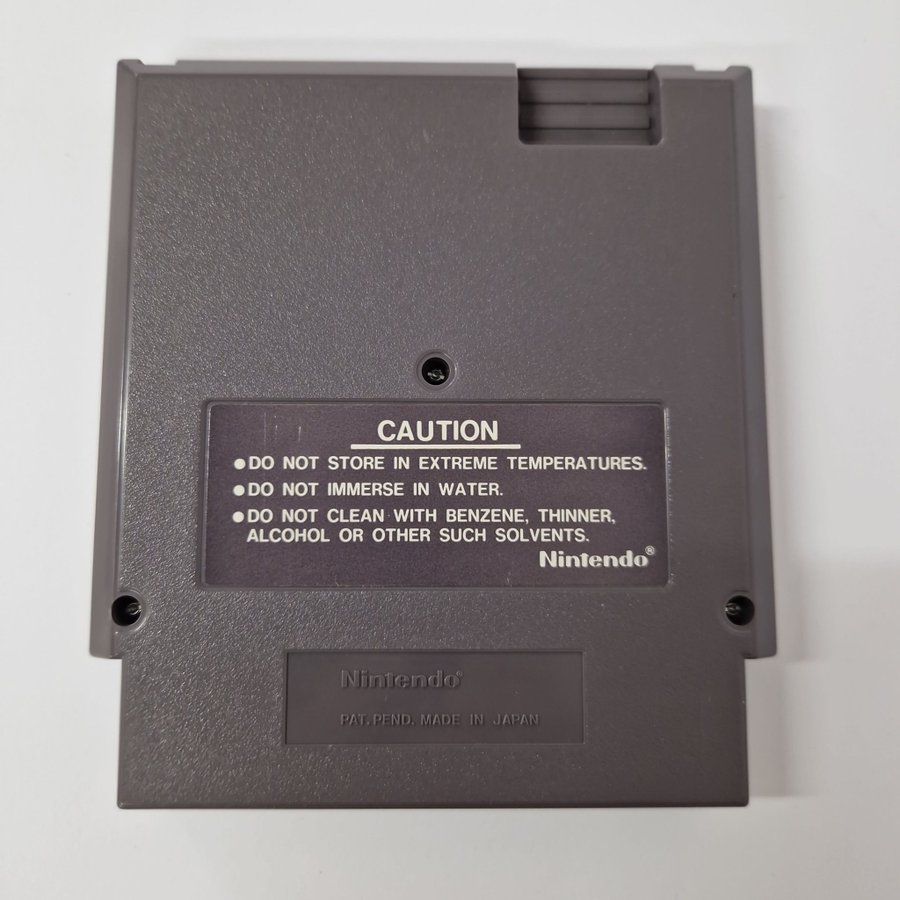 CAUTION
●DO NOT STORE IN EXTREME TEMPERATURES.
●DO NOT IMMERSE IN WATER.
●DO NOT CLEAN WITH BENZENE, THINNER,
ALCOHOL OR OTHER SUCH SOLVENTS.
Nintendo®
Nintendo®
PAT. PEND. MADE IN JAPAN